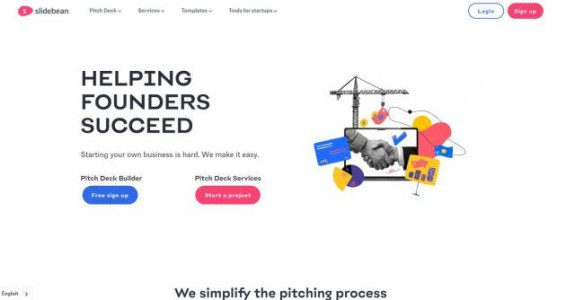 slidebean
Pitch Deck
Services
Templates
Tools for startups
Login
Sign up
HELPING
FOUNDERS
SUCCEED
Starting your own business is hard. We make it easy.
Pitch Deck Builder
Pitch Deck Services
Free sign up
Start a project
English
We simplify the pitching process